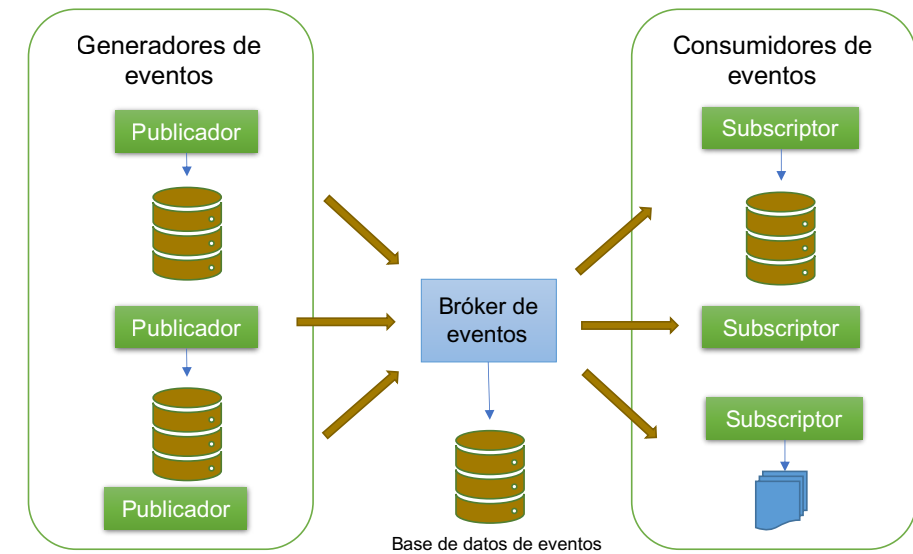 Generadores de
eventos
Publicador
Publicador
Publicador
Bróker de
eventos
Base de datos de eventos
Consumidores de
eventos
Subscriptor
Subscriptor
Subscriptor